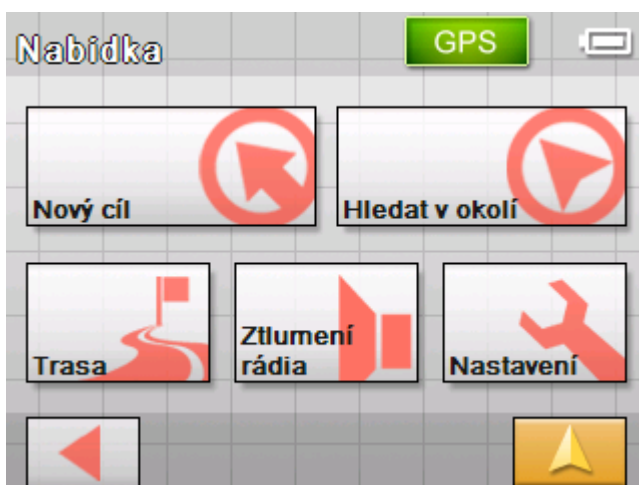 Nabídka
GPS
Nový cíl
Hledat v okolí
Trasa
Ztlumení
rádia
Nastavení